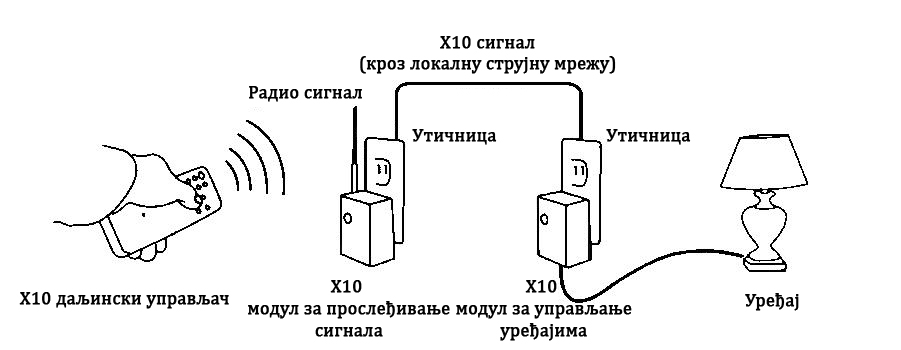 X10 сигнал
(кроз локалну струјну мрежу)
Радио сигнал
Утичница
Утичница
X10 даљински управљач
X10
модул за прослеђивање
сигнала
X10
модул за управљање
уређајима
Уређај